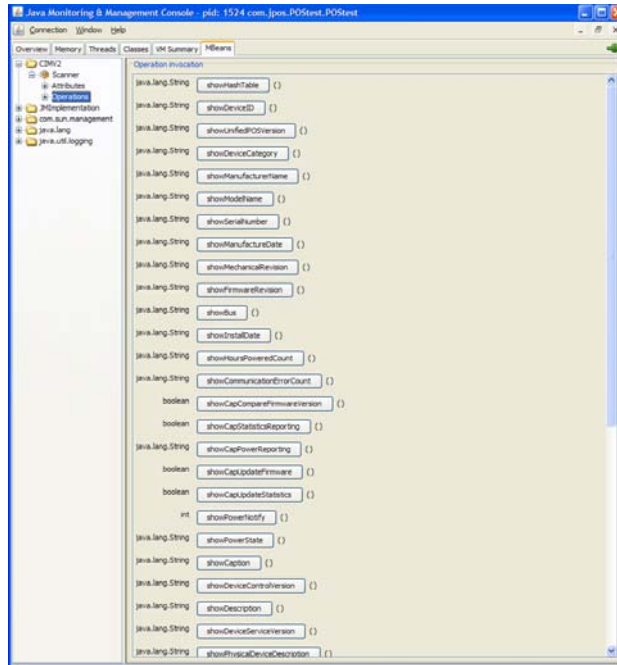 Java Monitoring & Management Console - pid: 1524 com.jpos.POStest.POStest
Connection Window Help
Overview Memory Threads Classes VM Summary MBeans
CIMV2
Scanner
Attributes
Operations
JMImplementation
com.sun.management
java.lang
java.util.logging
Operation invocation
java.lang.String showHashTable ()
java.lang.String showDeviceID ()
java.lang.String showUnifiedPOSVersion ()
java.lang.String showDeviceCategory ()
java.lang.String showManufacturerName ()
java.lang.String showModelName ()
java.lang.String showSerialNumber ()
java.lang.String showManufactureDate ()
java.lang.String showMechanicalRevision ()
java.lang.String showFirmwareRevision ()
java.lang.String showBus ()
java.lang.String showInstallDate ()
java.lang.String showHoursPoweredCount ()
java.lang.String showCommunicationErrorCount ()
boolean showCapCompareFirmwareVersion ()
boolean showCapStatisticsReporting ()
java.lang.String showCapPowerReporting ()
boolean showCapUpdateFirmware ()
boolean showCapUpdateStatistics ()
int showPowerNotify ()
java.lang.String showPowerState ()
java.lang.String showCaption ()
java.lang.String showDeviceControlVersion ()
java.lang.String showDescription ()
java.lang.String showDeviceServiceVersion ()
java.lang.String showPhysicalDeviceDescription ()